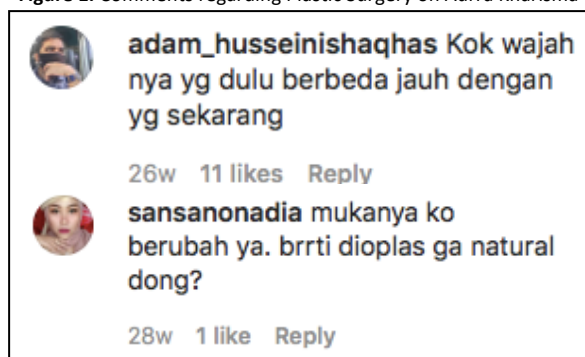 adam_husseinishaqhas Kok wajah
nya yg dulu berbeda jauh dengan
yg sekarang
26w 11 likes Reply
sansanonadia mukanya ko
berubah ya. brrti dioplas ga natural
dong?
28w 1 like Reply